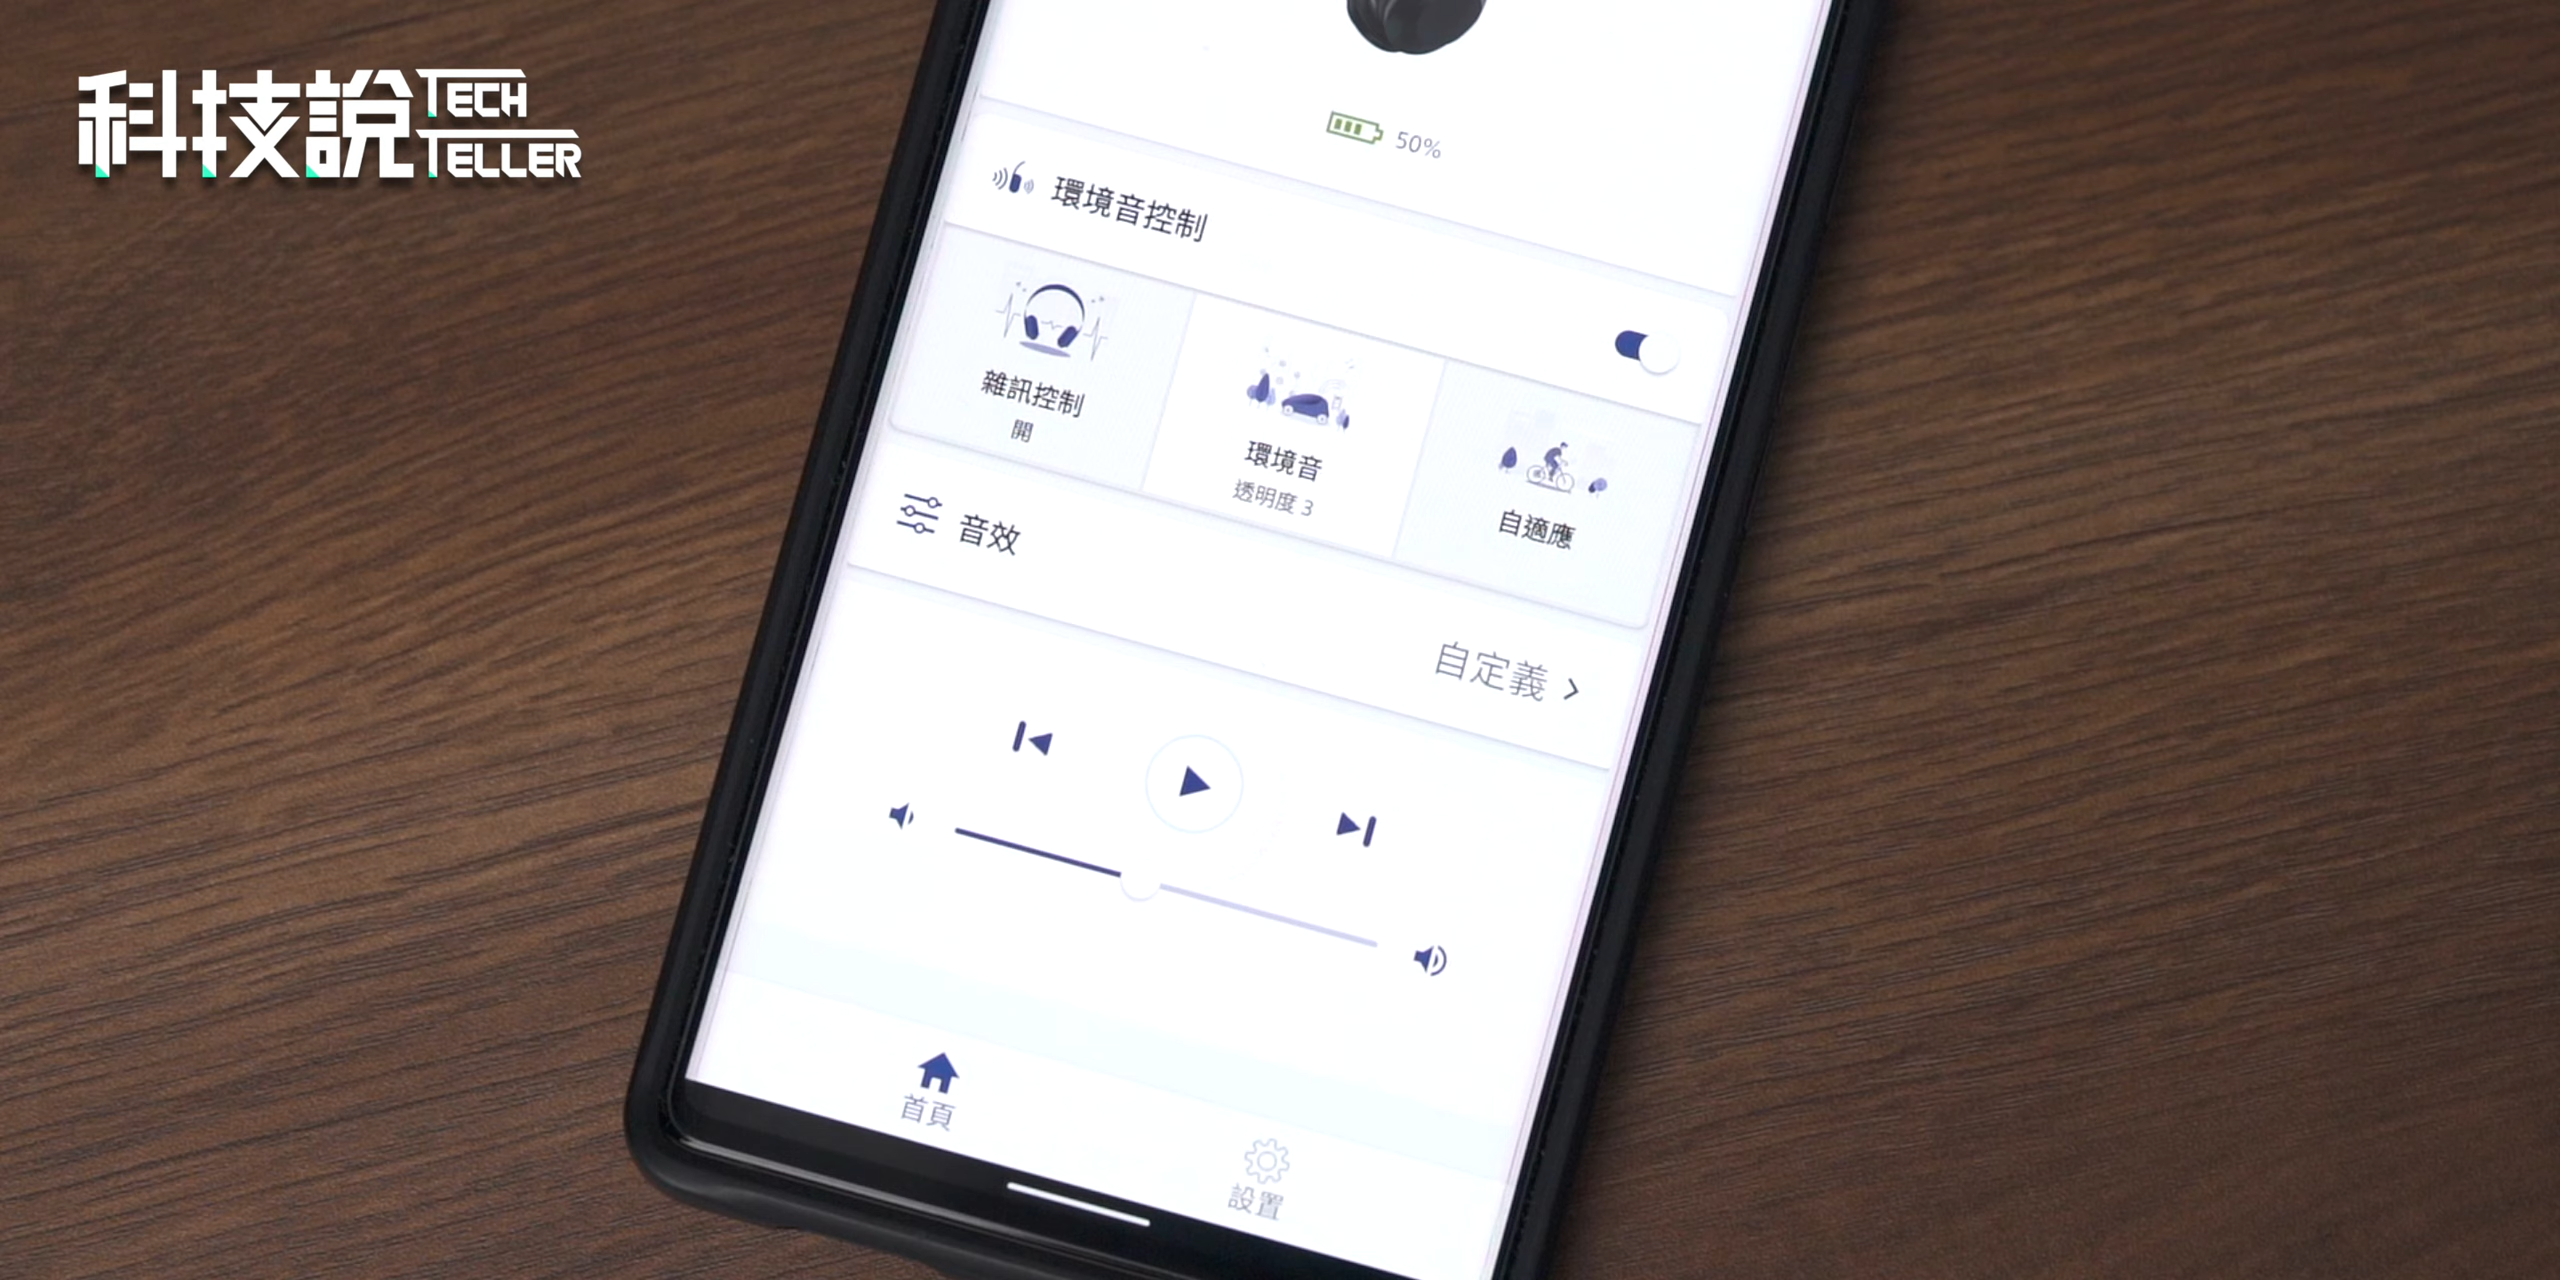 科技說 TECH TELLER
50%
環境音控制
雜訊控制
開
環境音
透明度 3
自適應
音效
自定義
首頁
設置